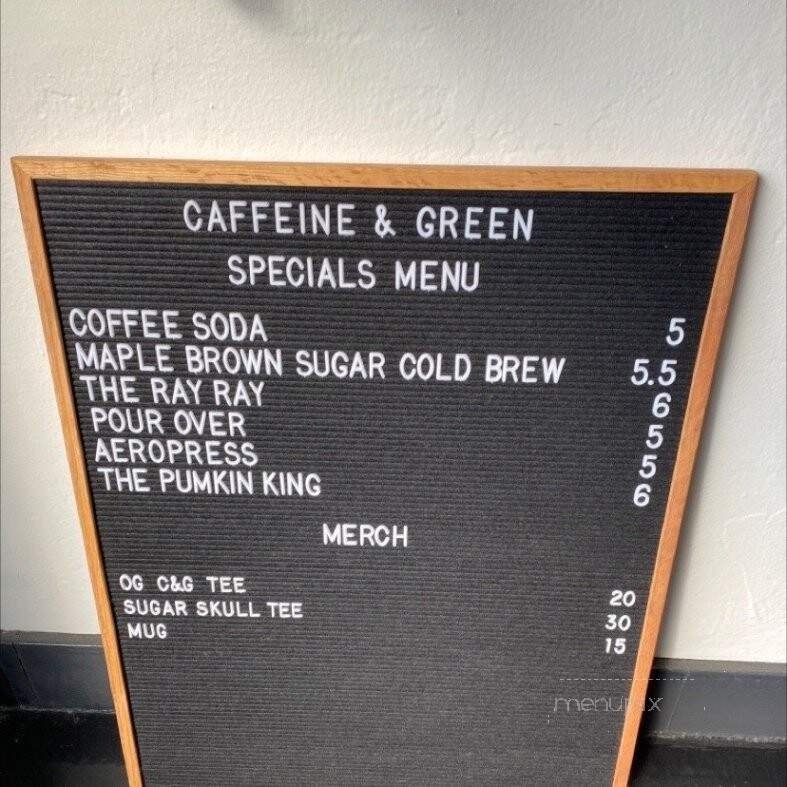 CAFFEINE & GREEN
SPECIALS MENU
COFFEE SODA 5
MAPLE BROWN SUGAR COLD BREW 5.5
THE RAY RAY 6
POUR OVER 5
AEROPRESS 5
THE PUMKIN KING 6
MERCH
OG C&G TEE 20
SUGAR SKULL TEE 30
MUG 15
menupix